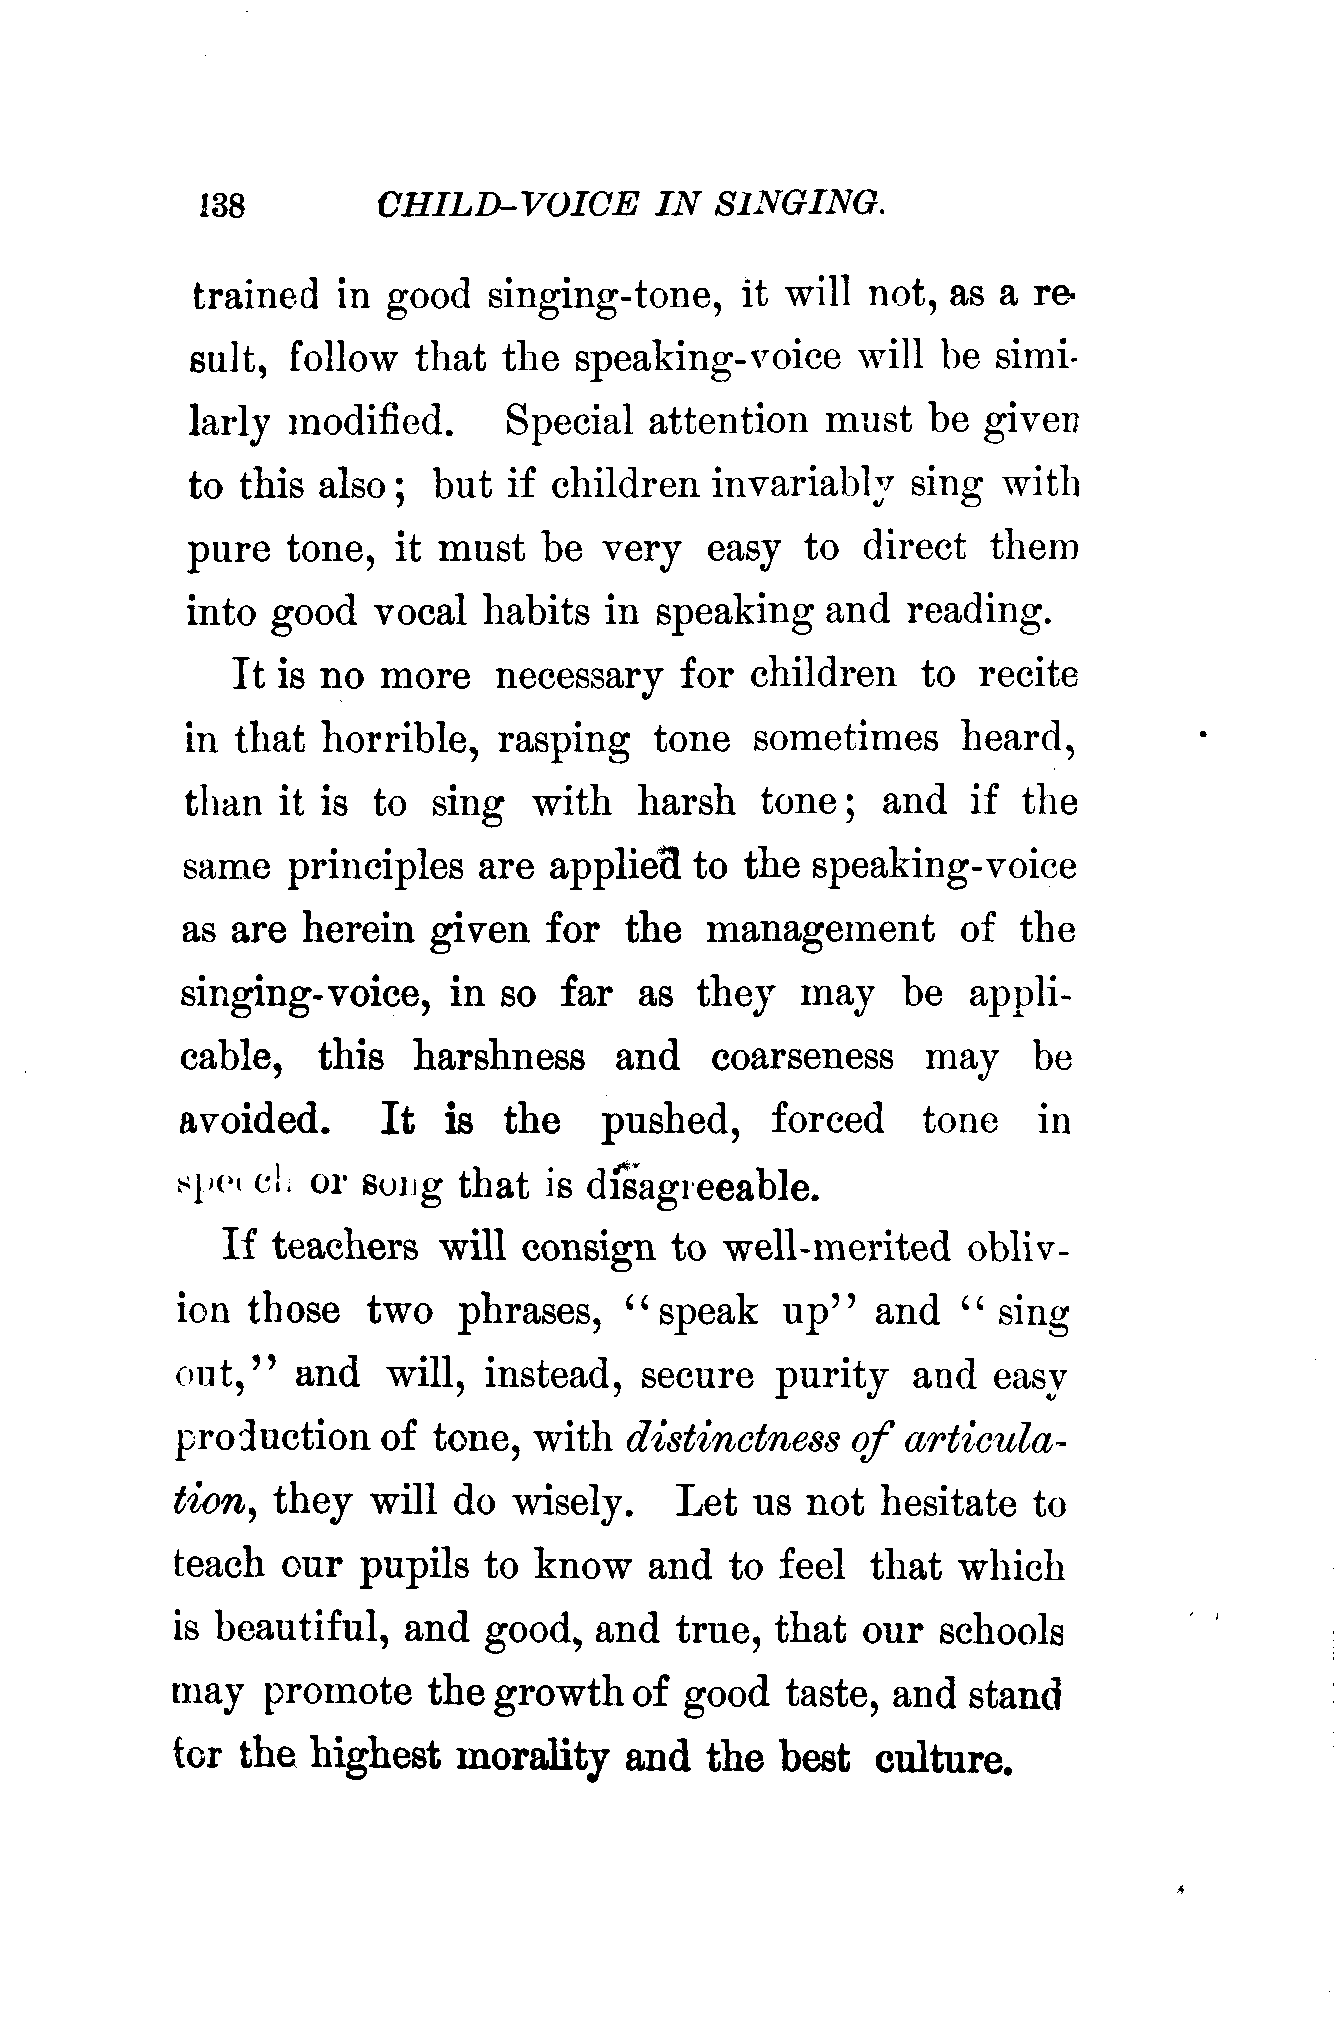 138 CHILD-VOICE IN SINGING.
trained in good singing-tone, it will not, as a re-
sult, follow that the speaking-voice will be simi-
larly modified. Special attention must be given
to this also; but if children invariably sing with
pure tone, it must be very easy to direct them
into good vocal habits in speaking and reading.
It is no more necessary for children to recite
in that horrible, rasping tone sometimes heard,
than it is to sing with harsh tone; and if the
same principles are applied to the speaking-voice
as are herein given for the management of the
singing-voice, in so far as they may be appli-
cable, this harshness and coarseness may be
avoided. It is the pushed, forced tone in
speech or song that is disagreeable.
If teachers will consign to well-merited obliv-
ion those two phrases, "speak up" and "sing
out," and will, instead, secure purity and easy
production of tone, with distinctness of articula-
tion, they will do wisely. Let us not hesitate to
teach our pupils to know and to feel that which
is beautiful, and good, and true, that our schools
may promote the growth of good taste, and stand
for the highest morality and the best culture.